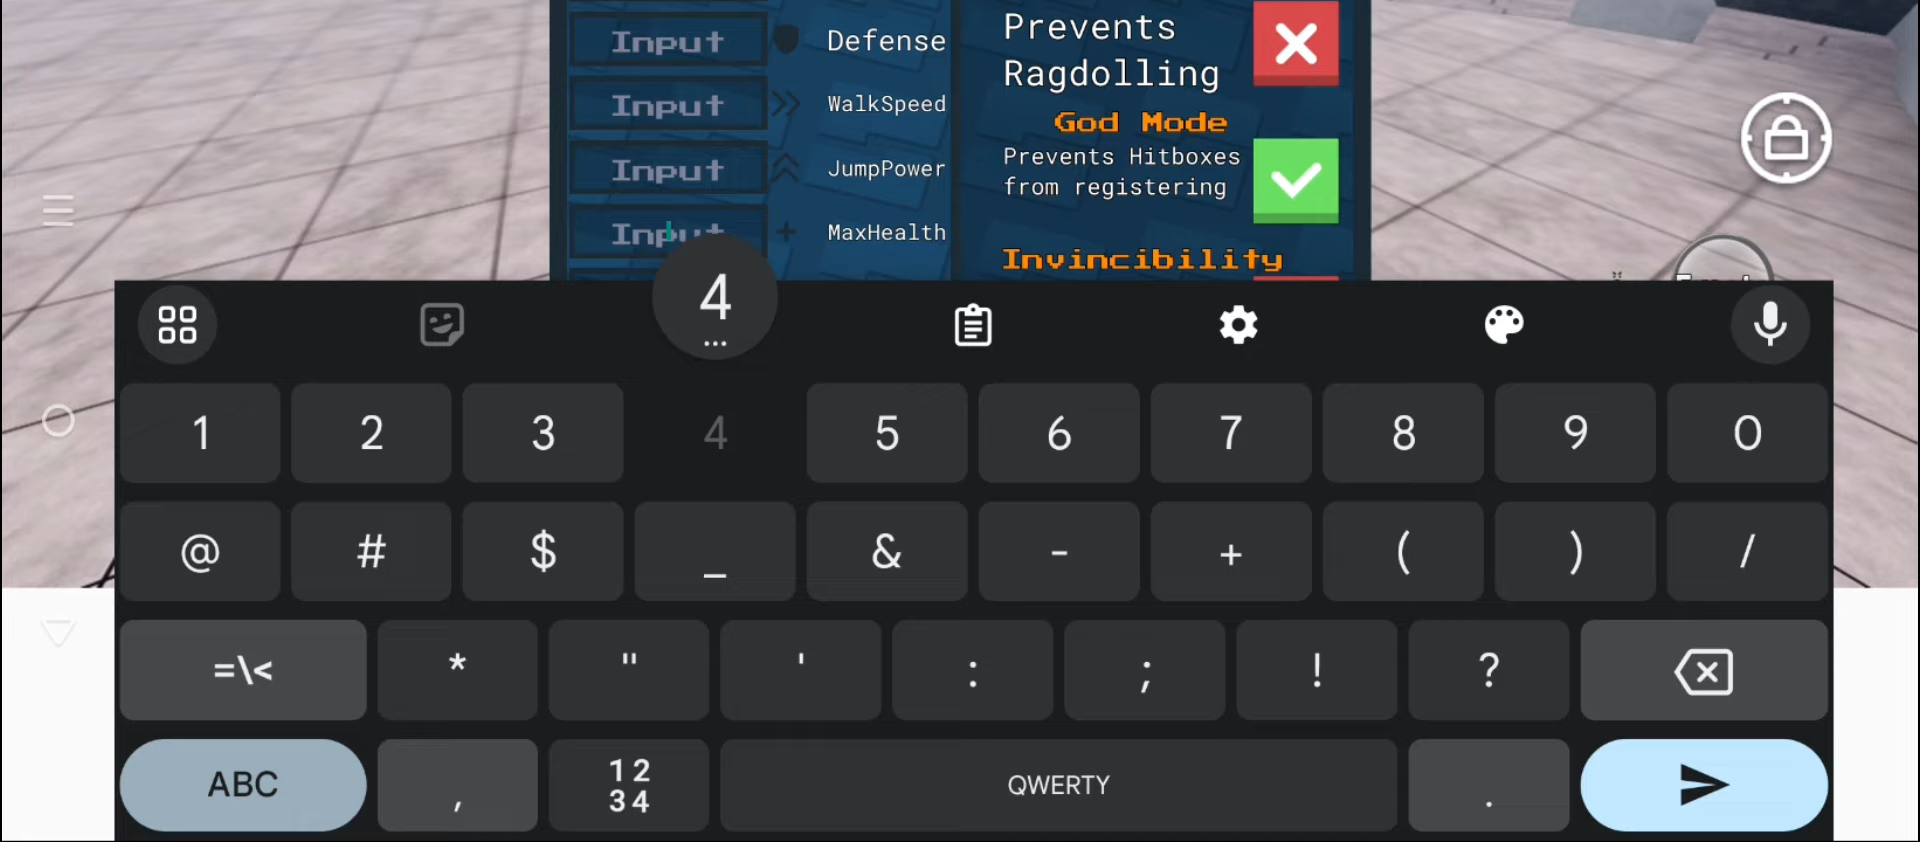 Input Defense
Input WalkSpeed
Input JumpPower
Input MaxHealth
Prevents
Ragdolling
God Mode
Prevents Hitboxes
from registering
Invincibility
4
...
1 2 3 4 5 6 7 8 9 0
@ # $ _ & - + ( ) /
=\< * " ' : ; ! ?
ABC , 12 QWERTY .
34